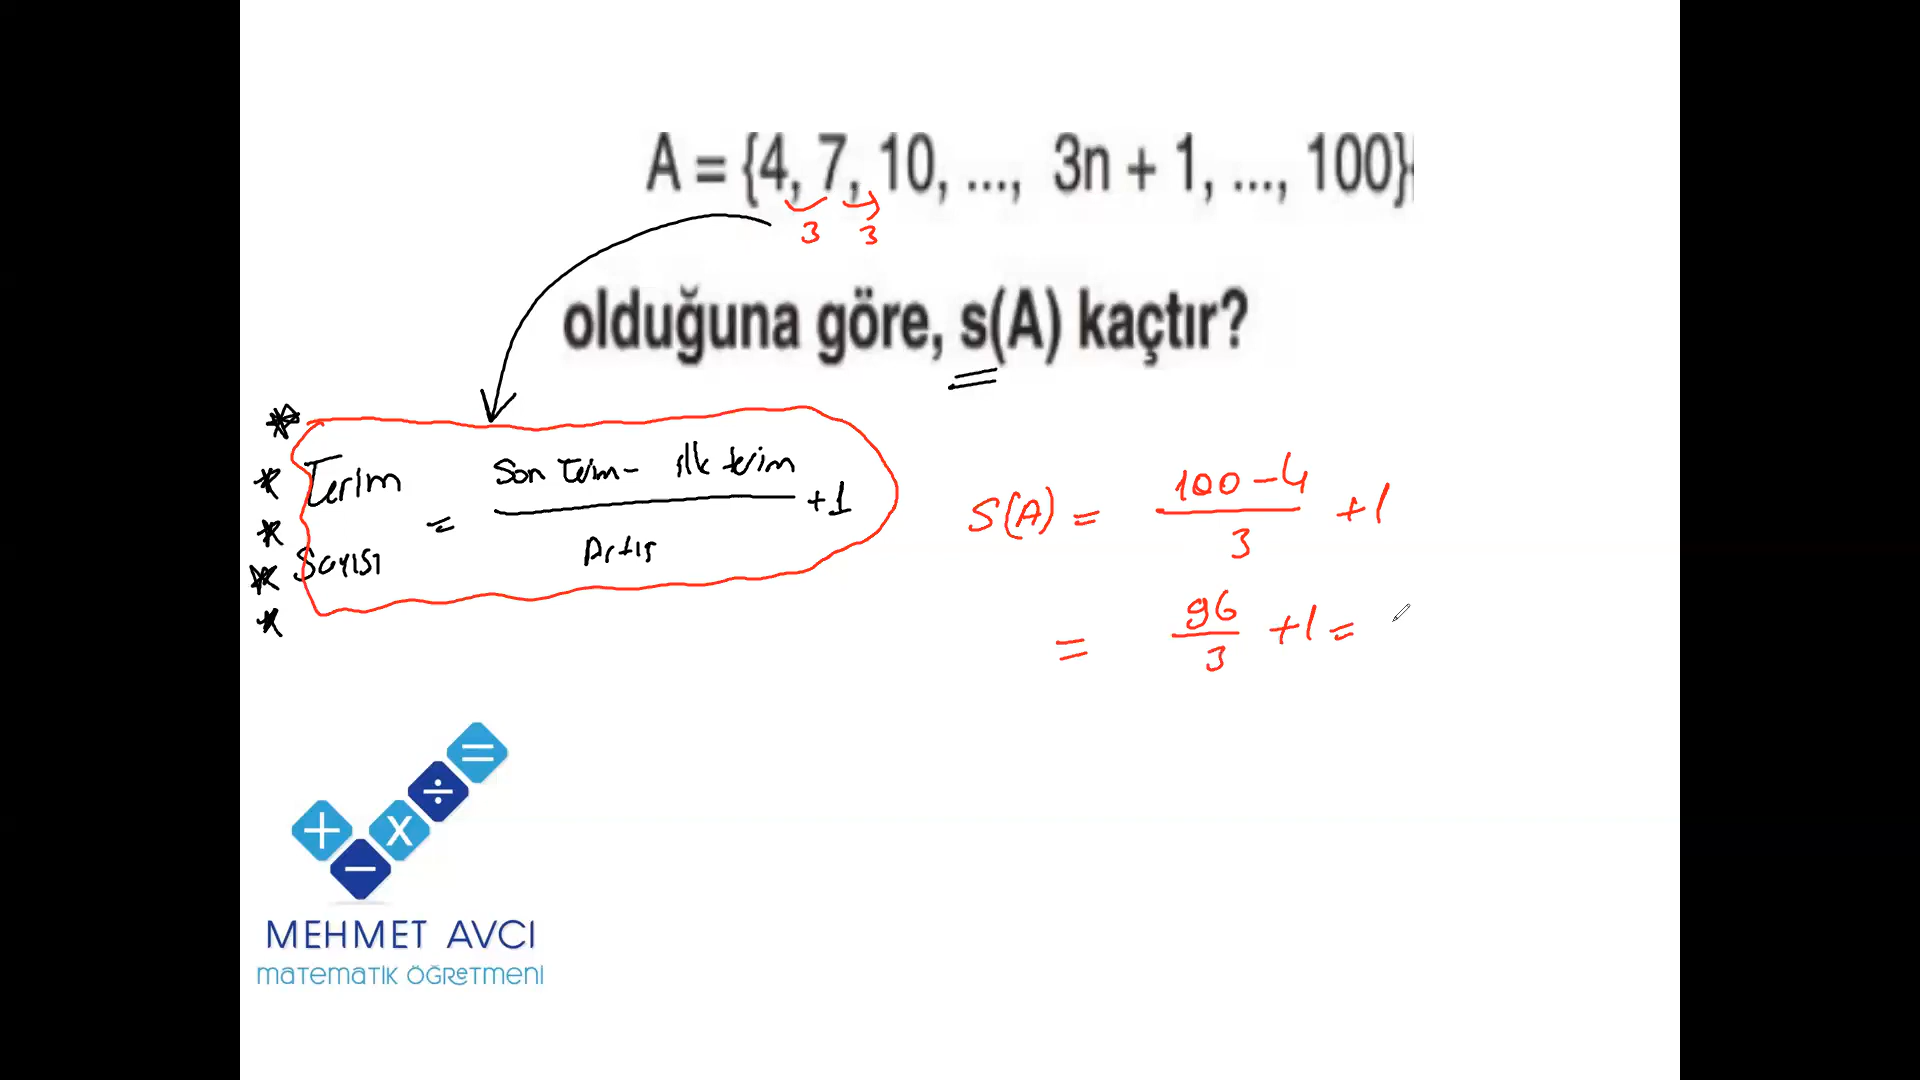 A = {4, 7, 10, ..., 3n + 1, ..., 100}
3 3
olduğuna göre, s(A) kaçtır?
Terim Sayısı = Son Terim - ilk terim / Artış +1
S(A) = 100 - 4 / 3 + 1
= 96 / 3 + 1 =
+ - x ÷ =
MEHMET AVCI
matematik ÖĞRETMENİ